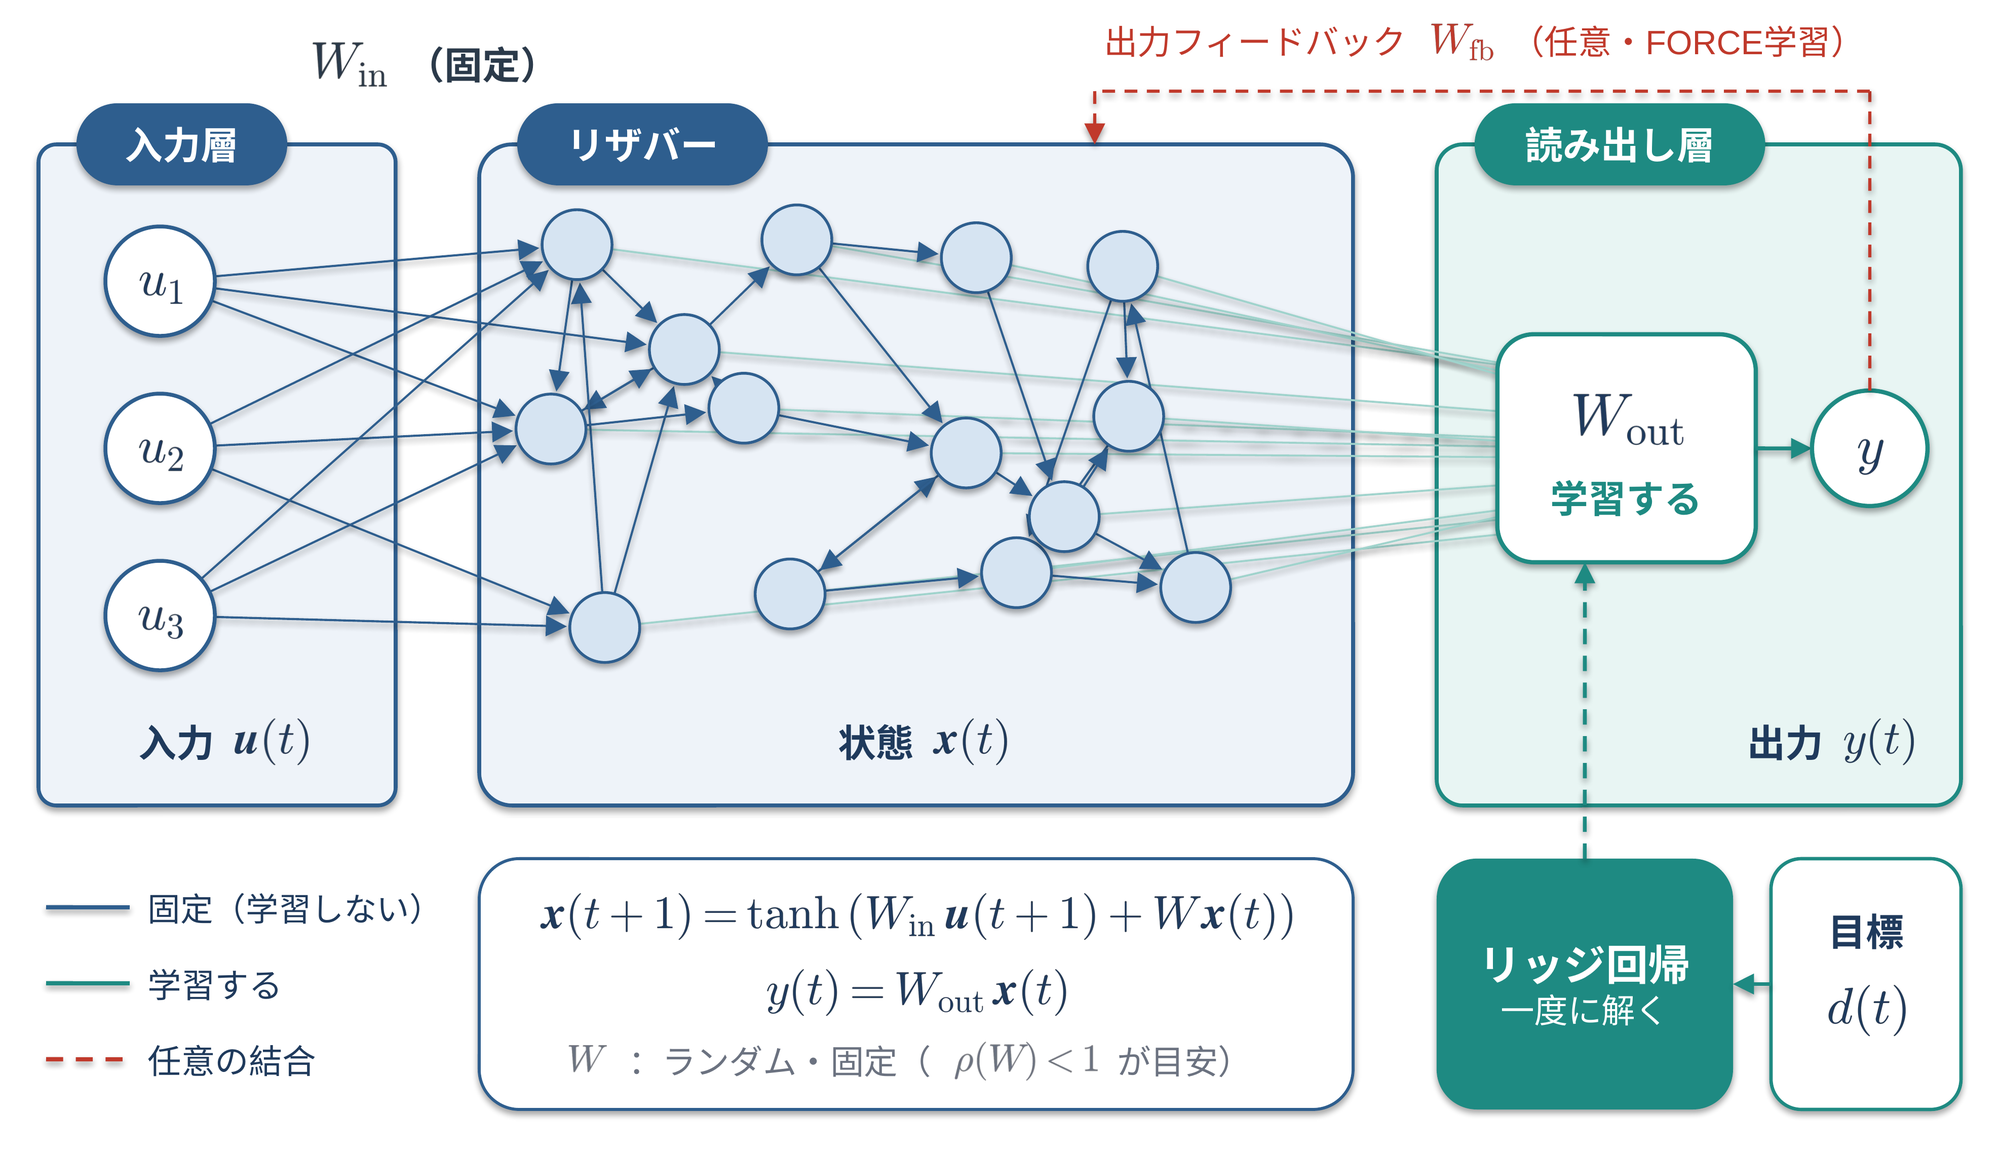 出力フィードバック W_fb （任意・FORCE学習）
W_in （固定）
入力層
リザバー
読み出し層
u_1
u_2
u_3
W_out
学習する
y
入力 u(t)
状態 x(t)
出力 y(t)
固定（学習しない）
学習する
任意の結合
x(t+1) = tanh(W_in u(t+1) + W x(t))
y(t) = W_out x(t)
W ： ランダム・固定（ ρ(W) < 1 が目安）
リッジ回帰
一度に解く
目標
d(t)